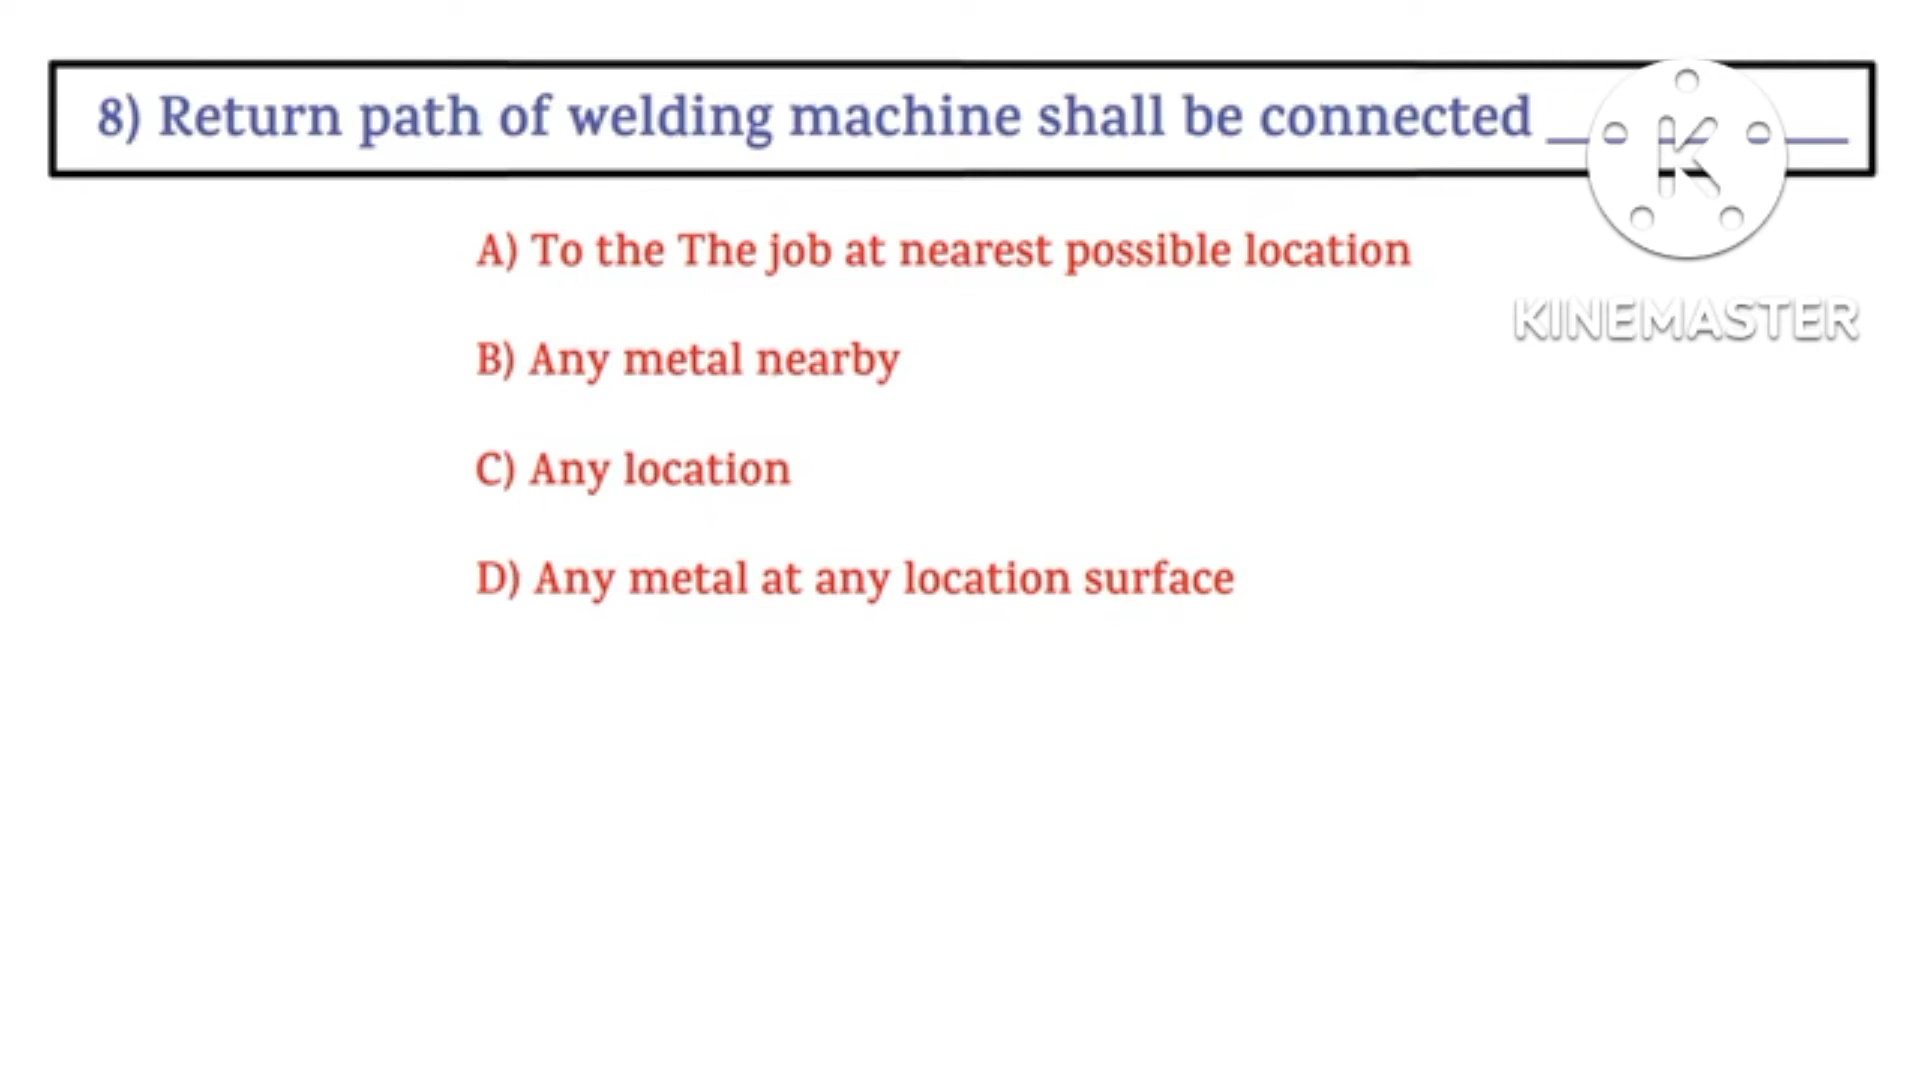 8) Return path of welding machine shall be connected ________
A) To the The job at nearest possible location
KINEMASTER
B) Any metal nearby
C) Any location
D) Any metal at any location surface